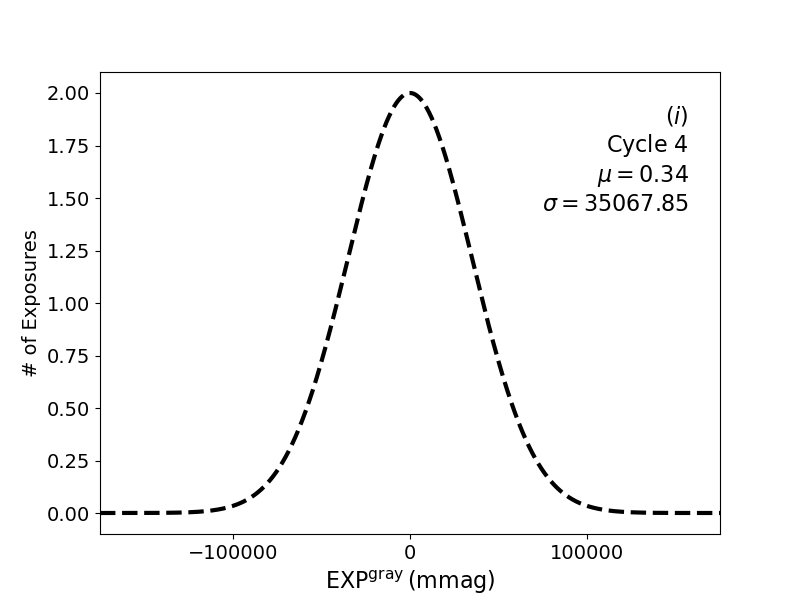 (i)
Cycle 4
μ = 0.34
σ = 35067.85
# of Exposures
2.00
1.75
1.50
1.25
1.00
0.75
0.50
0.25
0.00
−100000 0 100000
EXP^gray (mmag)